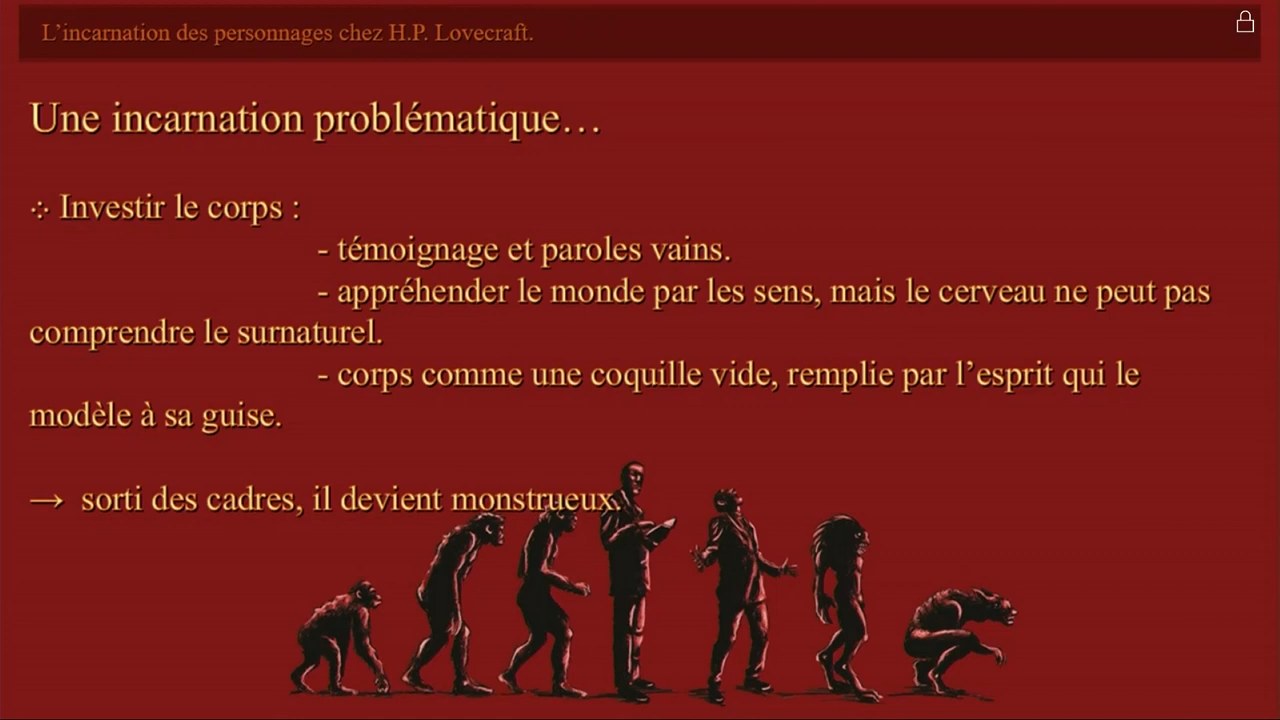 L’incarnation des personnages chez H.P. Lovecraft.
Une incarnation problématique…
Investir le corps :
- témoignage et paroles vains.
- appréhender le monde par les sens, mais le cerveau ne peut pas
comprendre le surnaturel.
- corps comme une coquille vide, remplie par l’esprit qui le
modèle à sa guise.
→ sorti des cadres, il devient monstrueux.